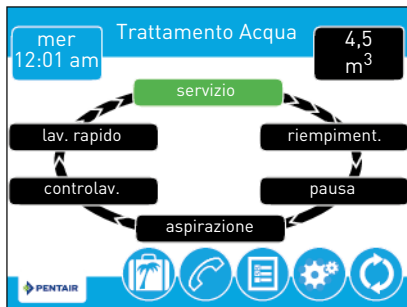 mer
12:01 am
Trattamento Acqua
4,5
m³
servizio
lav. rapido
riempiment.
controlav.
pausa
aspirazione
PENTAIR